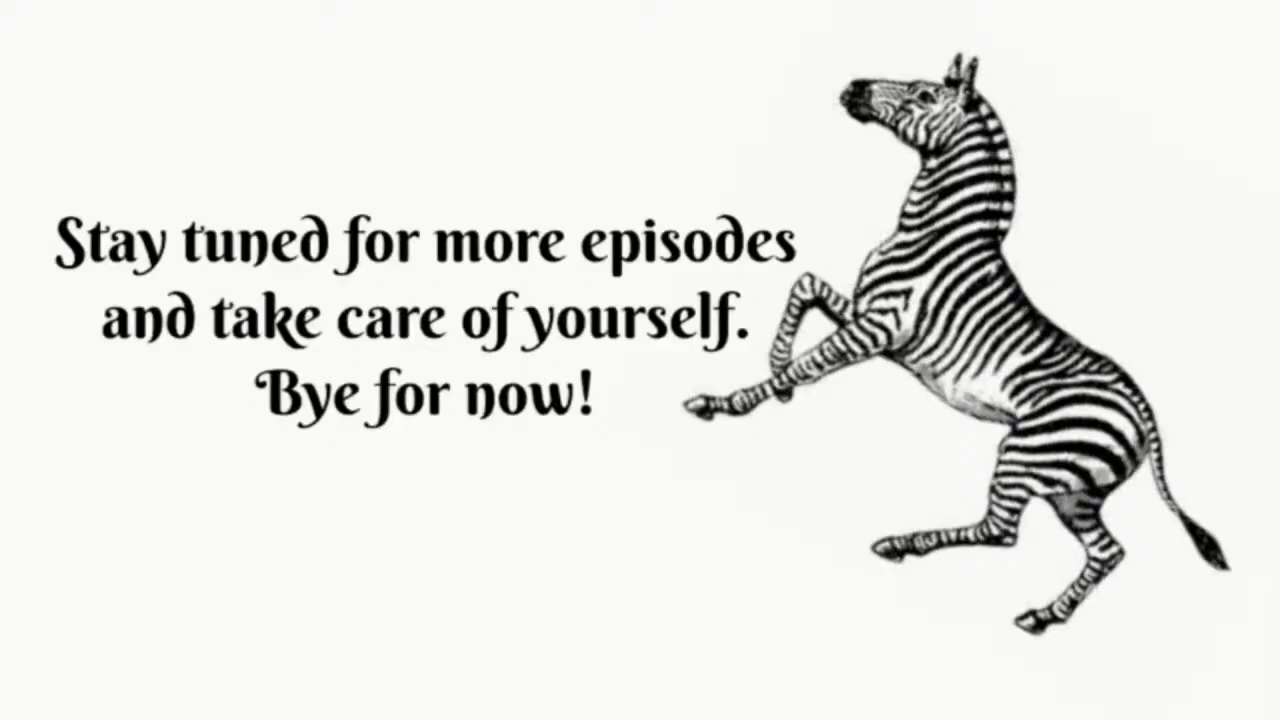 Stay tuned for more episodes
and take care of yourself.
Bye for now!